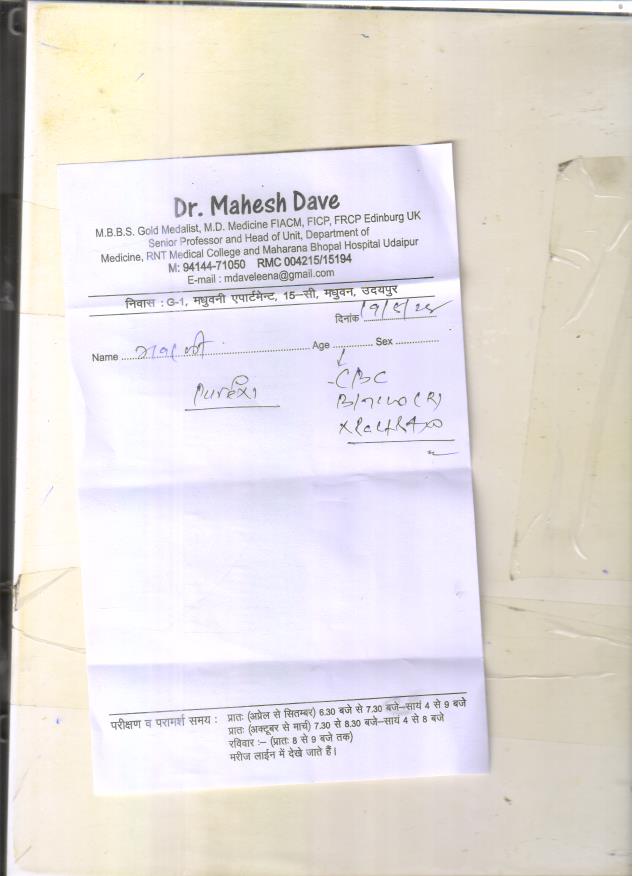 Dr. Mahesh Dave
M.B.B.S. Gold Medalist, M.D. Medicine FIACM, FICP, FRCP Edinburg UK
Senior Professor and Head of Unit, Department of
Medicine, RNT Medical College and Maharana Bhopal Hospital Udaipur
M: 94144-71050 RMC 004215/15194
E-mail : mdaveleena@gmail.com
निवास : G-1, मधुवनी एपार्टमेन्ट, 15–सी, मधुवन, उदयपुर
दिनांक
Name ........ Age ........ Sex ........
CBC
परीक्षण व परामर्श समय : प्रातः (अप्रेल से सितम्बर) 6.30 बजे से 7.30 बजे–सायं 4 से 9 बजे
प्रातः (अक्टूबर से मार्च) 7.30 से 8.30 बजे–सायं 4 से 8 बजे
रविवार :– (प्रातः 8 से 9 बजे तक)
मरीज लाईन में देखे जाते हैं।